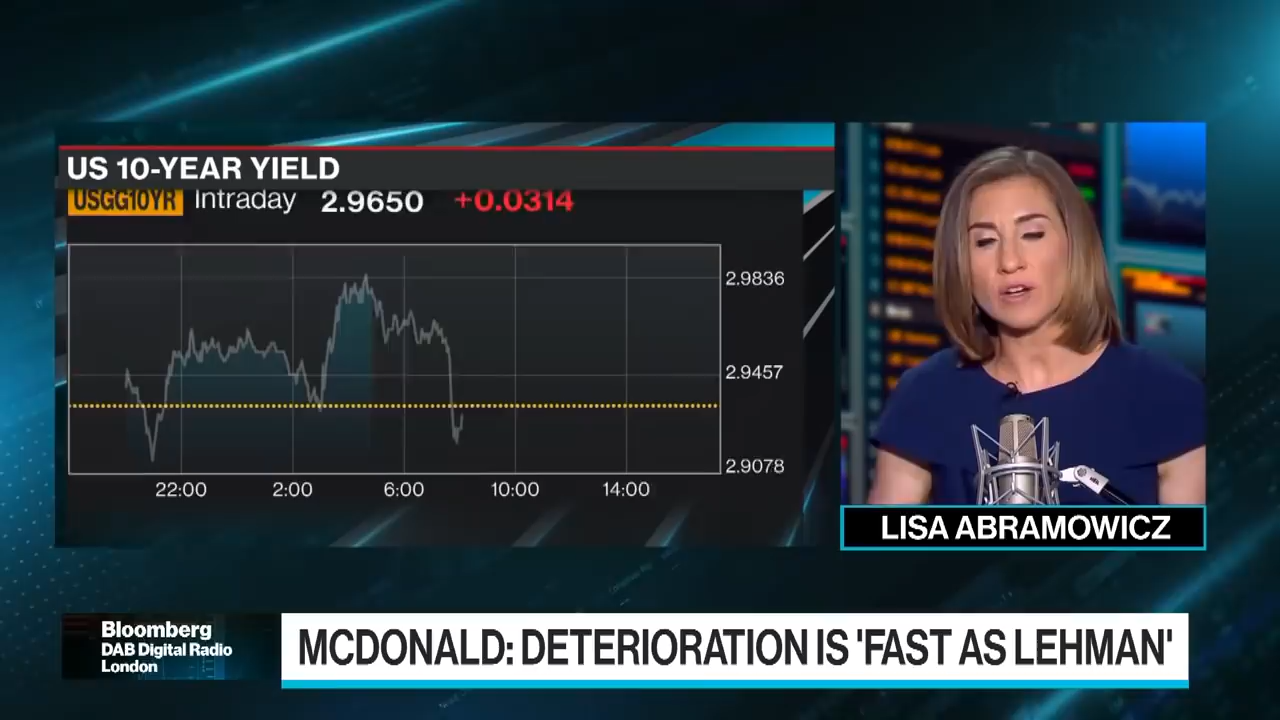 US 10-YEAR YIELD
USGG10YR Intraday 2.9650 +0.0314
2.9836
2.9457
2.9078
22:00 2:00 6:00 10:00 14:00
LISA ABRAMOWICZ
Bloomberg
DAB Digital Radio
London
MCDONALD: DETERIORATION IS 'FAST AS LEHMAN'